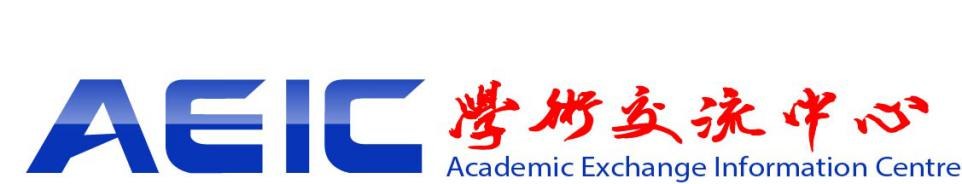 AEIC 學術交流中心
Academic Exchange Information Centre